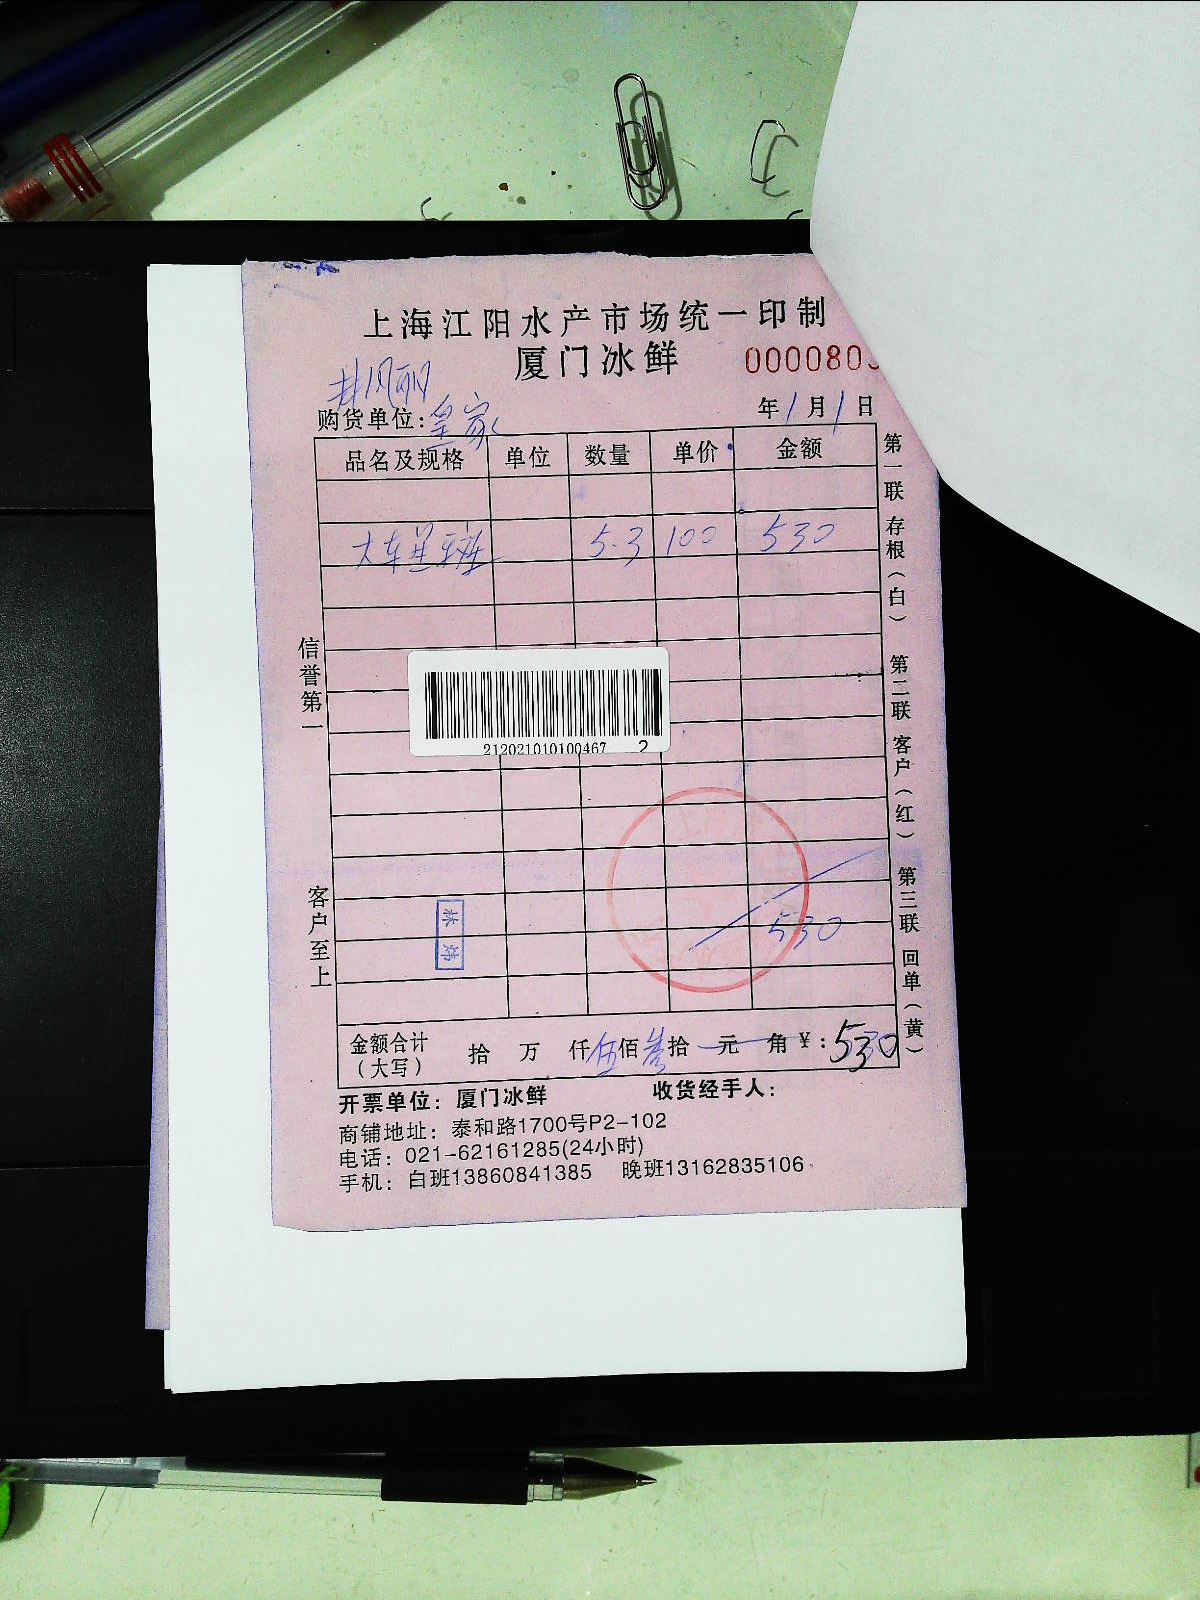 上海江阳水产市场统一印制
厦门冰鲜
0000803
井凤丽
购货单位:皇家
年1月1日
品名及规格 单位 数量 单价 金额
大东星斑 5.3 100 530
信誉第一
客户至上
212021010100467 2
530
金额合计(大写) 拾 万 仟伍佰叁拾 元 角 ¥:530
开票单位:厦门冰鲜 收货经手人:
商铺地址:泰和路1700号P2-102
电话:021-62161285(24小时)
手机:白班13860841385 晚班13162835106
第一联 存根(白) 第二联 客户(红) 第三联 回单(黄)